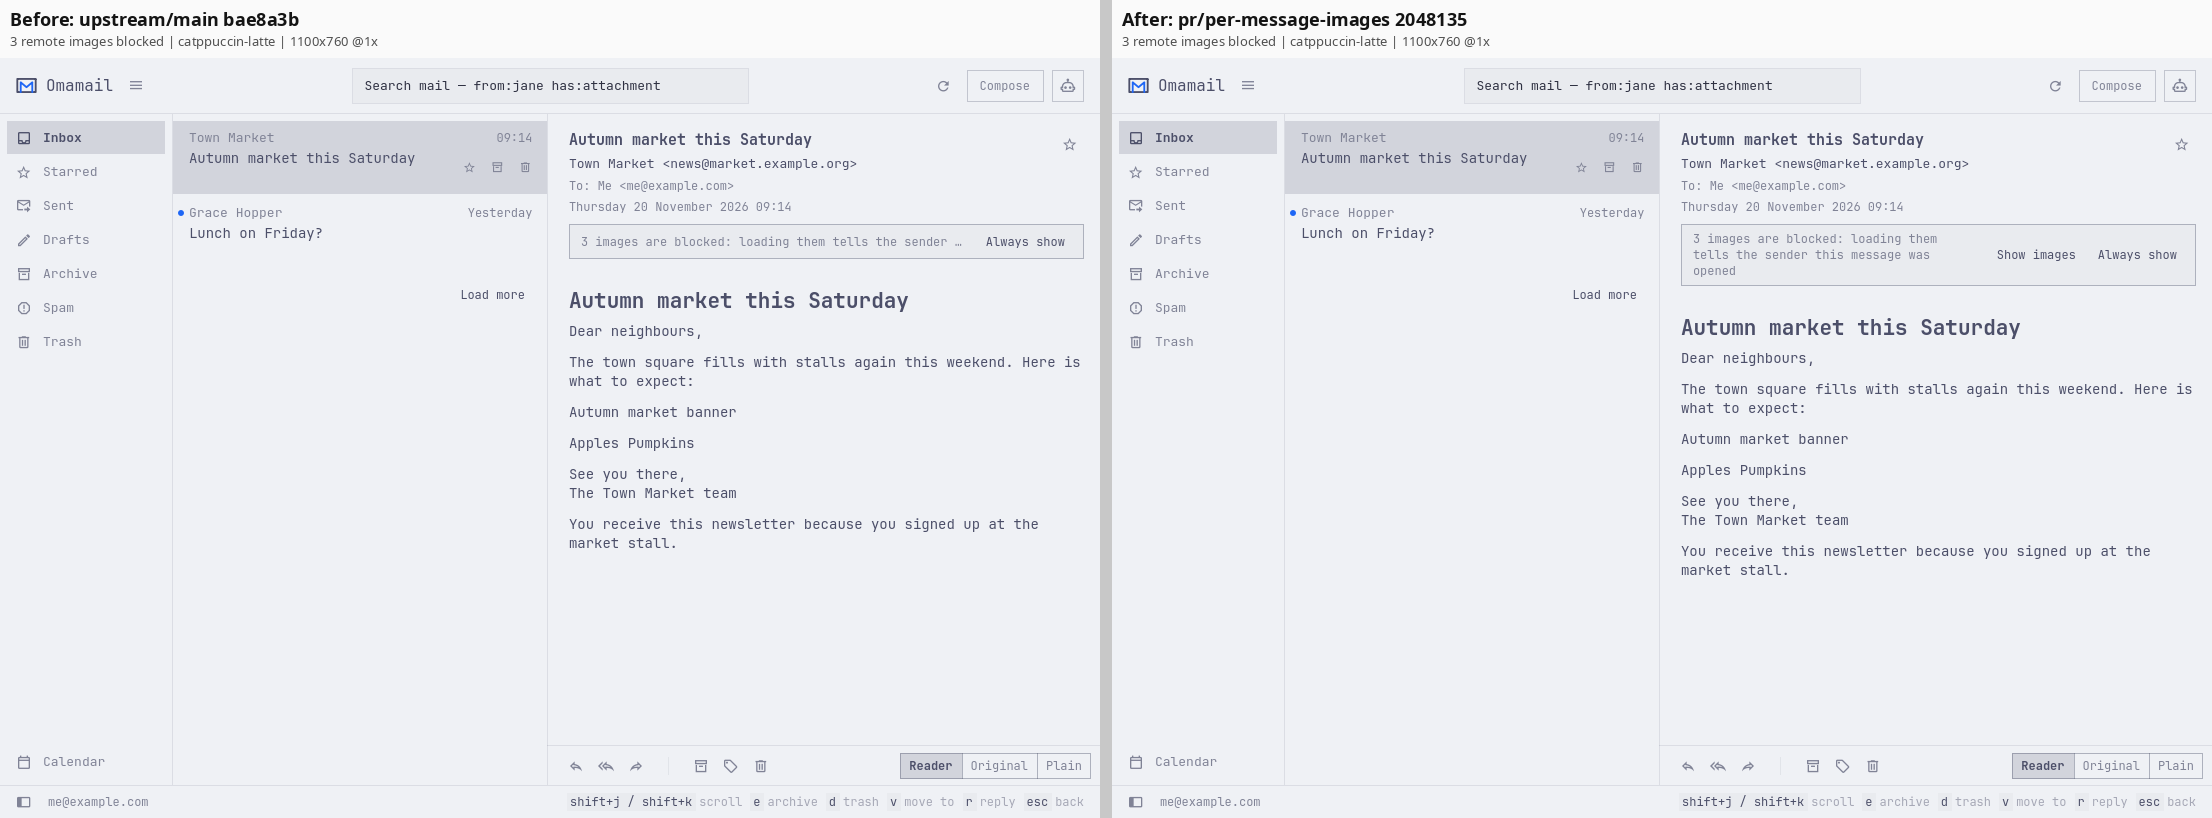 Before: upstream/main bae8a3b
3 remote images blocked | catppuccin-latte | 1100x760 @1x
Omamail
Search mail — from:jane has:attachment
Compose
Inbox
Starred
Sent
Drafts
Archive
Spam
Trash
Calendar
Town Market 09:14
Autumn market this Saturday
Grace Hopper Yesterday
Lunch on Friday?
Load more
Autumn market this Saturday
Town Market <news@market.example.org>
To: Me <me@example.com>
Thursday 20 November 2026 09:14
3 images are blocked: loading them tells the sender … Always show
Autumn market this Saturday
Dear neighbours,
The town square fills with stalls again this weekend. Here is
what to expect:
Autumn market banner
Apples Pumpkins
See you there,
The Town Market team
You receive this newsletter because you signed up at the
market stall.
Reader Original Plain
me@example.com
shift+j / shift+k scroll e archive d trash v move to r reply esc back
After: pr/per-message-images 2048135
3 remote images blocked | catppuccin-latte | 1100x760 @1x
Omamail
Search mail — from:jane has:attachment
Compose
Inbox
Starred
Sent
Drafts
Archive
Spam
Trash
Calendar
Town Market 09:14
Autumn market this Saturday
Grace Hopper Yesterday
Lunch on Friday?
Load more
Autumn market this Saturday
Town Market <news@market.example.org>
To: Me <me@example.com>
Thursday 20 November 2026 09:14
3 images are blocked: loading them
tells the sender this message was
opened
Show images Always show
Autumn market this Saturday
Dear neighbours,
The town square fills with stalls again this weekend. Here is
what to expect:
Autumn market banner
Apples Pumpkins
See you there,
The Town Market team
You receive this newsletter because you signed up at the
market stall.
Reader Original Plain
me@example.com
shift+j / shift+k scroll e archive d trash v move to r reply esc back